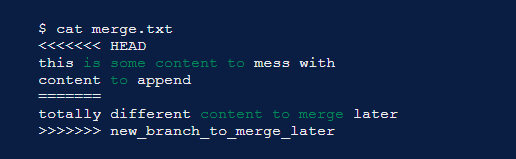 $ cat merge.txt
<<<<<<< HEAD
this is some content to mess with
content to append
=======
totally different content to merge later
>>>>>>> new_branch_to_merge_later